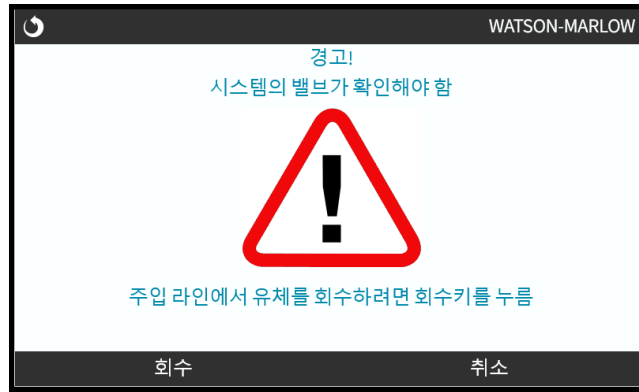 WATSON-MARLOW
경고!
시스템의 밸브가 확인해야 함
주입 라인에서 유체를 회수하려면 회수키를 누름
회수
취소